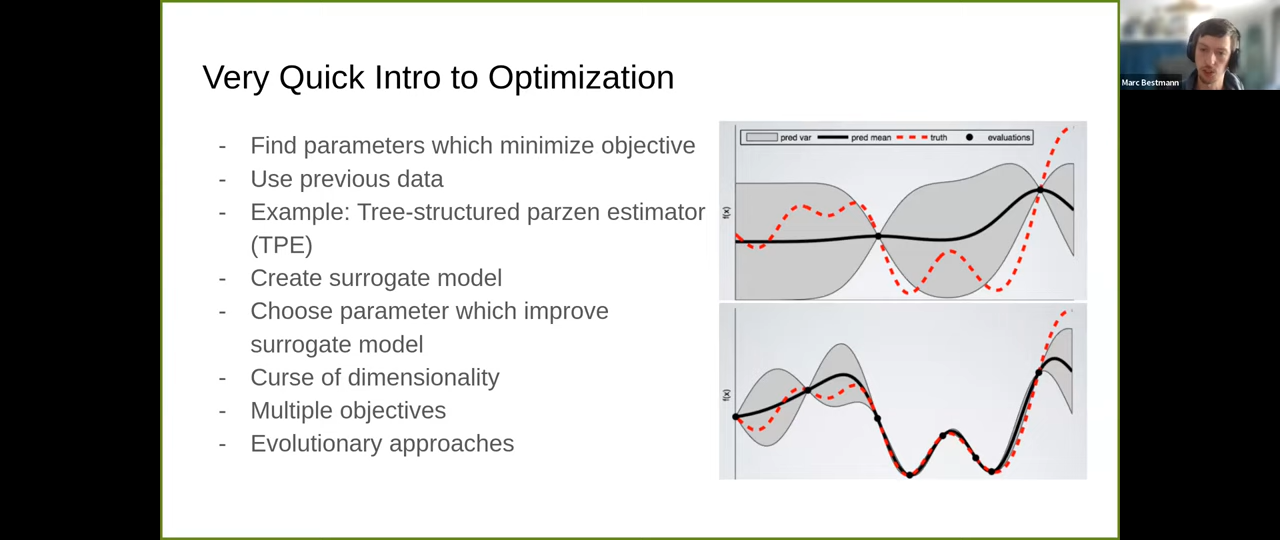 Very Quick Intro to Optimization
- Find parameters which minimize objective
- Use previous data
- Example: Tree-structured parzen estimator
(TPE)
- Create surrogate model
- Choose parameter which improve
surrogate model
- Curse of dimensionality
- Multiple objectives
- Evolutionary approaches
pred var pred mean truth evaluations
f(x)
f(x)
Marc Bestmann